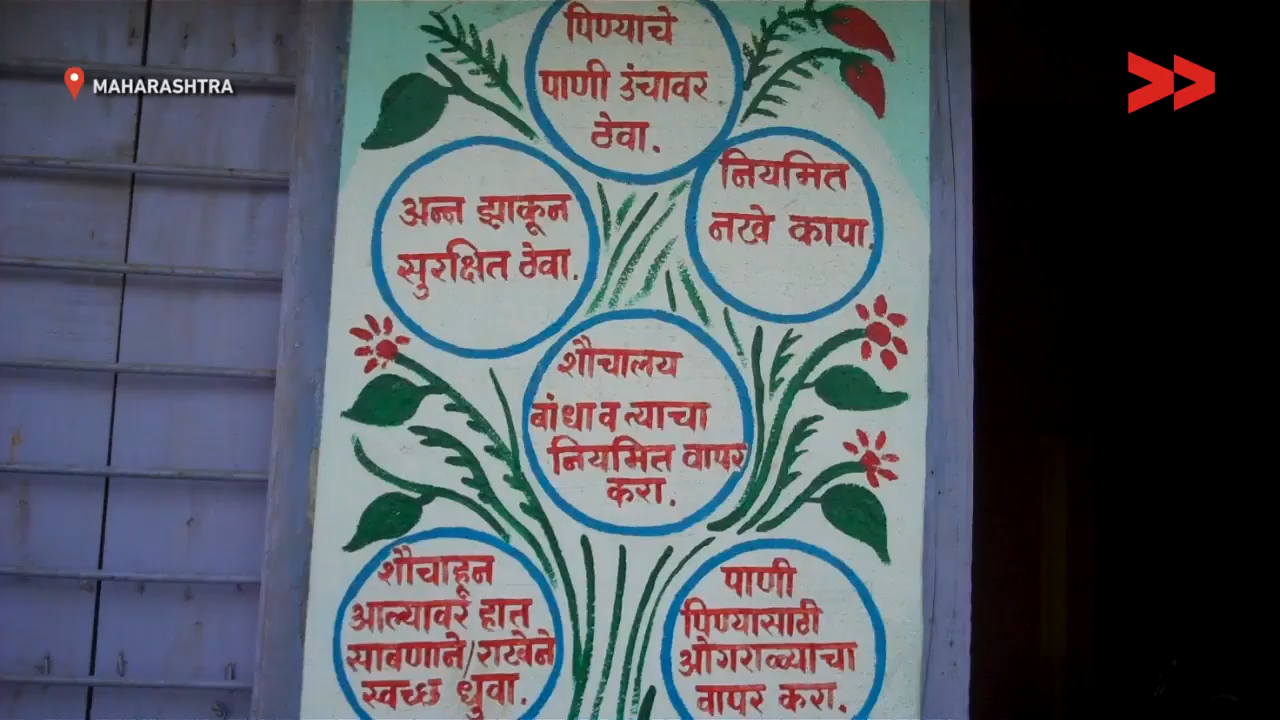 MAHARASHTRA
पिण्याचे
पाणी उंचावर
ठेवा.
अन्न झाकून
सुरक्षित ठेवा.
नियमित
नखे कापा.
शौचालय
बांधा व त्याचा
नियमित वापर
करा.
शौचाहून
आल्यावर हात
साबणाने/राखेने
स्वच्छ धुवा.
पाणी
पिण्यासाठी
ओगराळ्याचा
वापर करा.